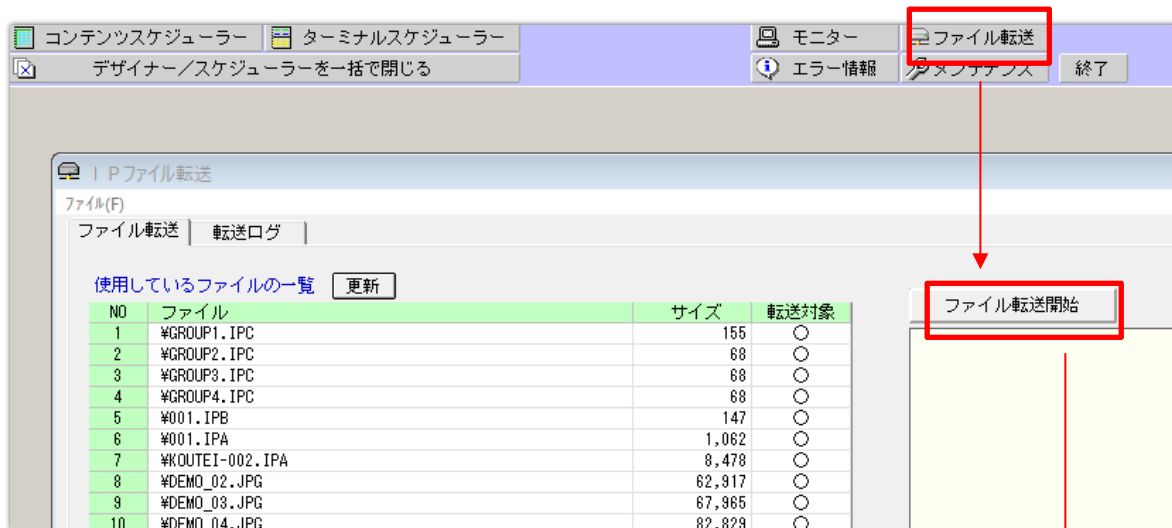 コンテンツスケジューラー ターミナルスケジューラー モニター ファイル転送
デザイナー／スケジューラーを一括で閉じる エラー情報 メンテナンス 終了
ＩＰファイル転送
ファイル(F)
ファイル転送 転送ログ
使用しているファイルの一覧 更新
ファイル転送開始
NO ファイル サイズ 転送対象
1 ¥GROUP1.IPC 155 ○
2 ¥GROUP2.IPC 68 ○
3 ¥GROUP3.IPC 68 ○
4 ¥GROUP4.IPC 68 ○
5 ¥001.IPB 147 ○
6 ¥001.IPA 1,062 ○
7 ¥KOUTEI-002.IPA 8,478 ○
8 ¥DEMO_02.JPG 62,917 ○
9 ¥DEMO_03.JPG 67,965 ○
10 ¥DEMO_04.JPG 82,829 ○